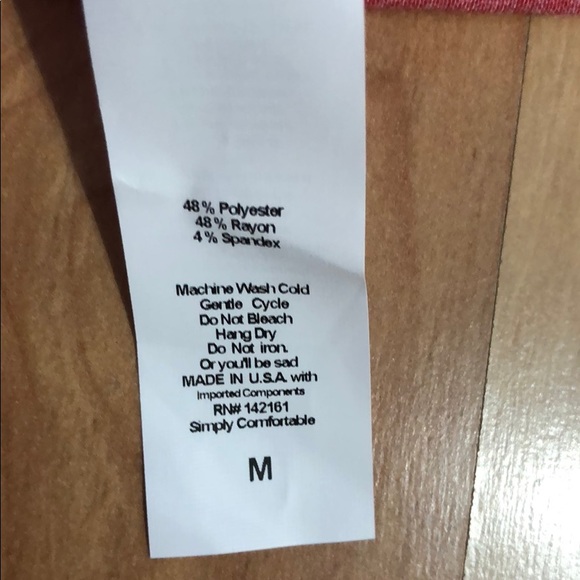 48% Polyester
48% Rayon
4% Spandex
Machine Wash Cold
Gentle Cycle
Do Not Bleach
Hang Dry
Do Not iron.
Or you'll be sad
MADE IN U.S.A. with
Imported Components
RN# 142161
Simply Comfortable
M